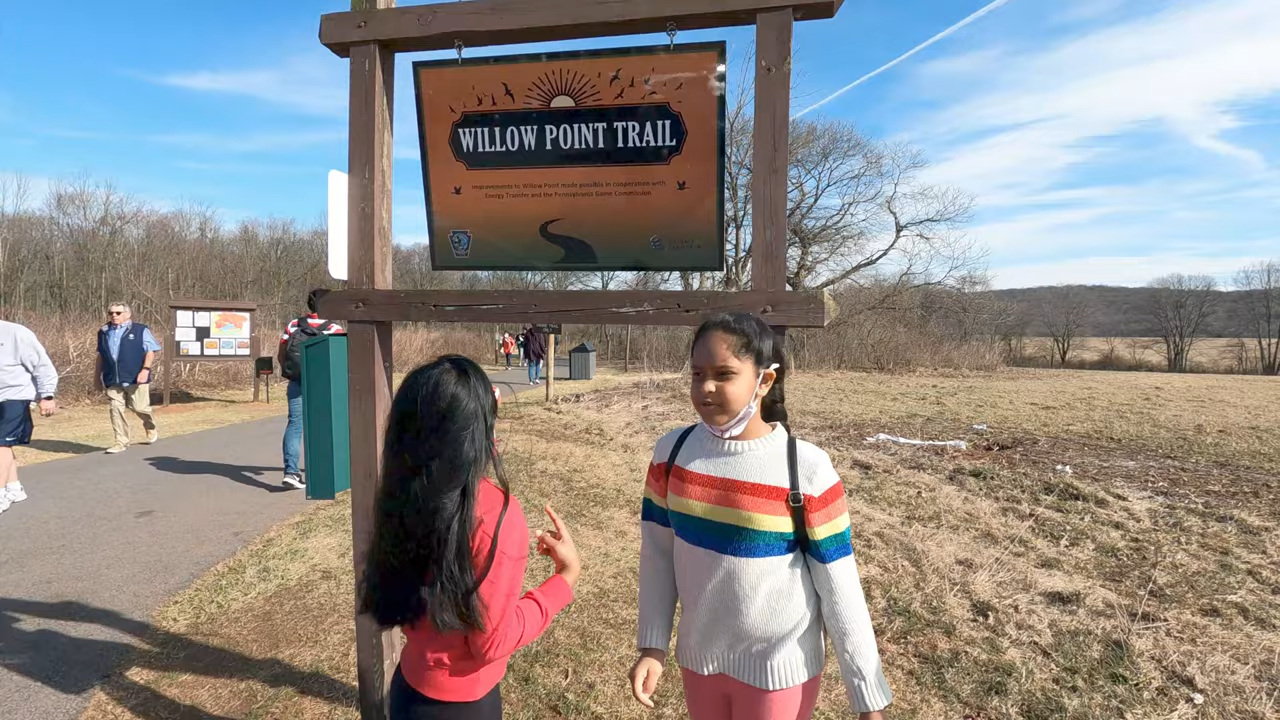 WILLOW POINT TRAIL
Improvements to Willow Point made possible in cooperation with
Energy Transfer and the Pennsylvania Game Commission